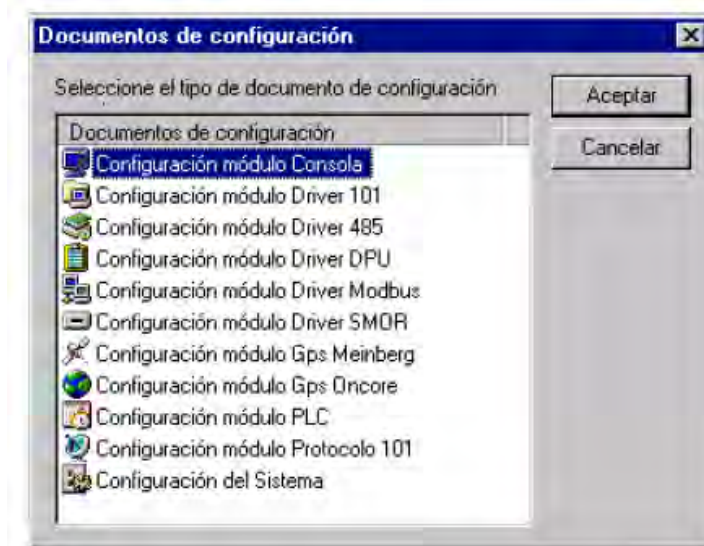 Documentos de configuración
Seleccione el tipo de documento de configuración
Aceptar
Cancelar
Documentos de configuración
Configuración módulo Consola
Configuración módulo Driver 101
Configuración módulo Driver 485
Configuración módulo Driver DPU
Configuración módulo Driver Modbus
Configuración módulo Driver SMOR
Configuración módulo Gps Meinberg
Configuración módulo Gps Oncore
Configuración módulo PLC
Configuración módulo Protocolo 101
Configuración del Sistema